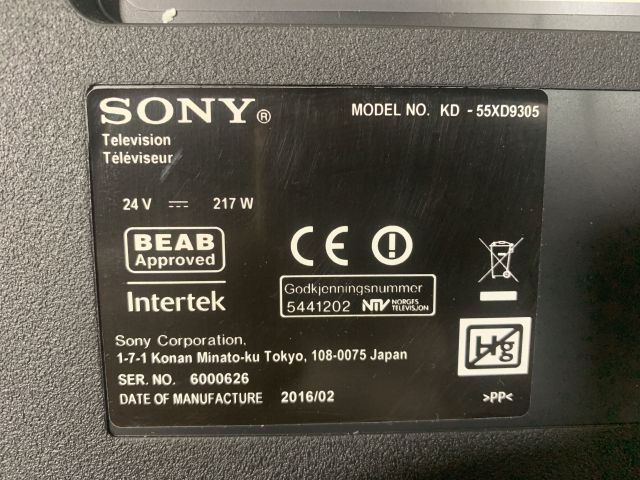 SONY®
MODEL NO. KD - 55XD9305
Television
Téléviseur
24 V ⎓ 217 W
BEAB
Approved
CE
Intertek
Godkjenningsnummer
5441202 NTV NORGES TELEVISJON
Hg
Sony Corporation,
1-7-1 Konan Minato-ku Tokyo, 108-0075 Japan
SER. NO. 6000626
DATE OF MANUFACTURE 2016/02
>PP<